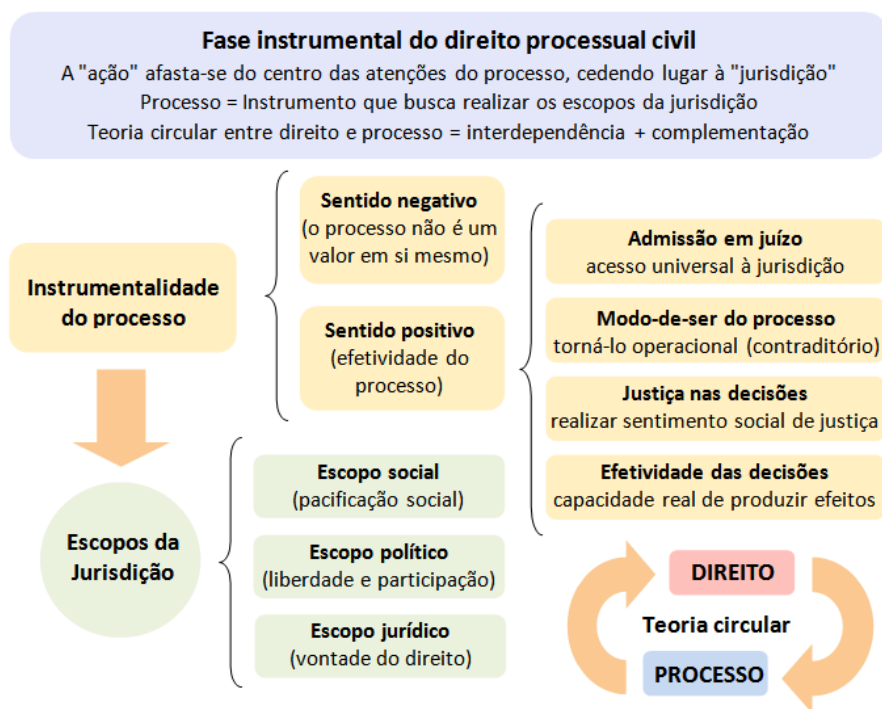 Fase instrumental do direito processual civil
A "ação" afasta-se do centro das atenções do processo, cedendo lugar à "jurisdição"
Processo = Instrumento que busca realizar os escopos da jurisdição
Teoria circular entre direito e processo = interdependência + complementação
Instrumentalidade
do processo
Sentido negativo
(o processo não é um
valor em si mesmo)
Sentido positivo
(efetividade do
processo)
Admissão em juízo
acesso universal à jurisdição
Modo-de-ser do processo
torná-lo operacional (contraditório)
Justiça nas decisões
realizar sentimento social de justiça
Efetividade das decisões
capacidade real de produzir efeitos
Escopos da
Jurisdição
Escopo social
(pacificação social)
Escopo político
(liberdade e participação)
Escopo jurídico
(vontade do direito)
DIREITO
Teoria circular
PROCESSO